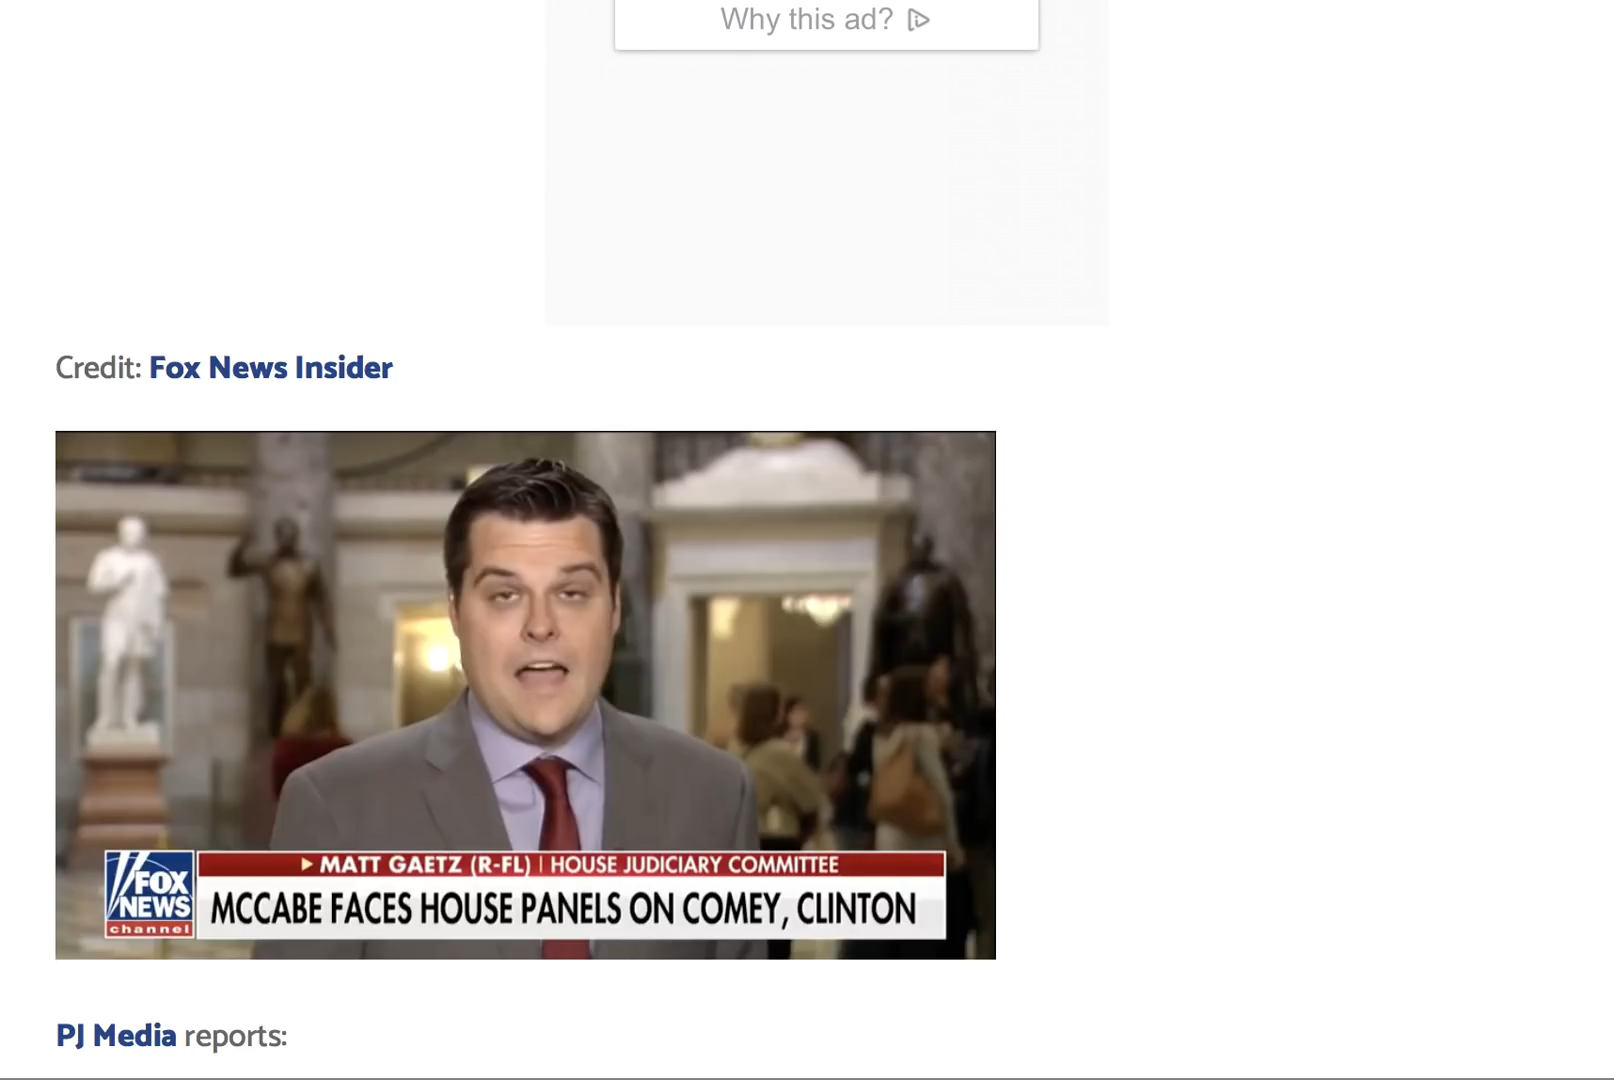 Why this ad?
Credit: Fox News Insider
MATT GAETZ (R-FL) | HOUSE JUDICIARY COMMITTEE
FOX
NEWS
channel
MCCABE FACES HOUSE PANELS ON COMEY, CLINTON
PJ Media reports: